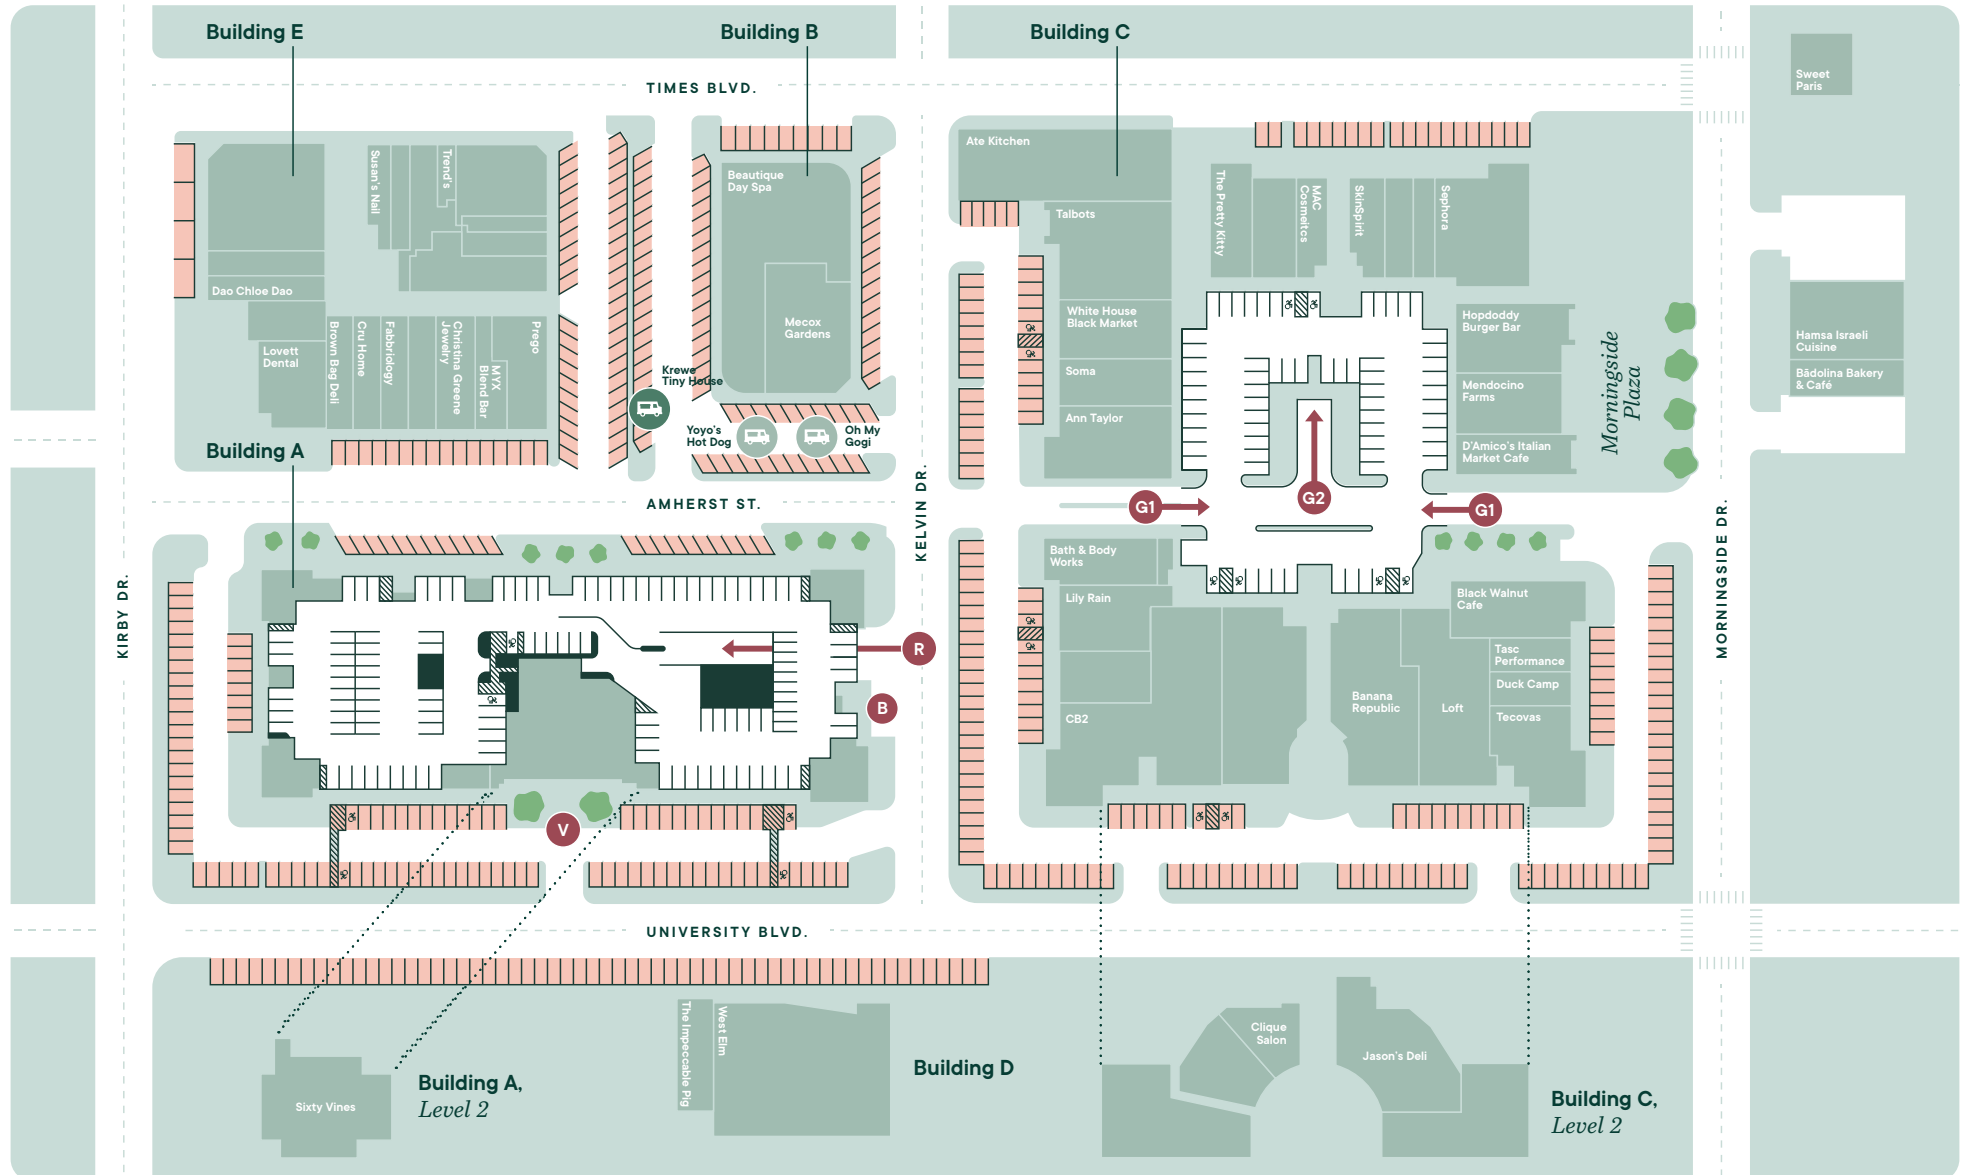 Building E
Building B
Building C
TIMES BLVD.
Sweet
Paris
Susan's Nail
Trend's
Dao Chloe Dao
Lovett
Dental
Brown Bag Deli
Cru Home
Fabbriology
Christina Greene
Jewelry
MYX
Blend Bar
Prego
Beautique
Day Spa
Mecox
Gardens
Krewe
Tiny House
Yoyo's
Hot Dog
Oh My
Gogi
Ate Kitchen
Talbots
White House
Black Market
Soma
Ann Taylor
The Pretty Kitty
MAC
Cosmeitcs
SkinSpirit
Sephora
Hopdoddy
Burger Bar
Mendocino
Farms
D'Amico's Italian
Market Cafe
Morningside
Plaza
Hamsa Israeli
Cuisine
Bādolina Bakery
& Café
Building A
AMHERST ST.
KELVIN DR.
KIRBY DR.
MORNINGSIDE DR.
G1
G2
G1
R
B
V
Bath & Body
Works
Lily Rain
CB2
Banana
Republic
Loft
Black Walnut
Cafe
Tasc
Performance
Duck Camp
Tecovas
UNIVERSITY BLVD.
Sixty Vines
Building A,
Level 2
The Impeccable Pig
West Elm
Building D
Clique
Salon
Jason's Deli
Building C,
Level 2